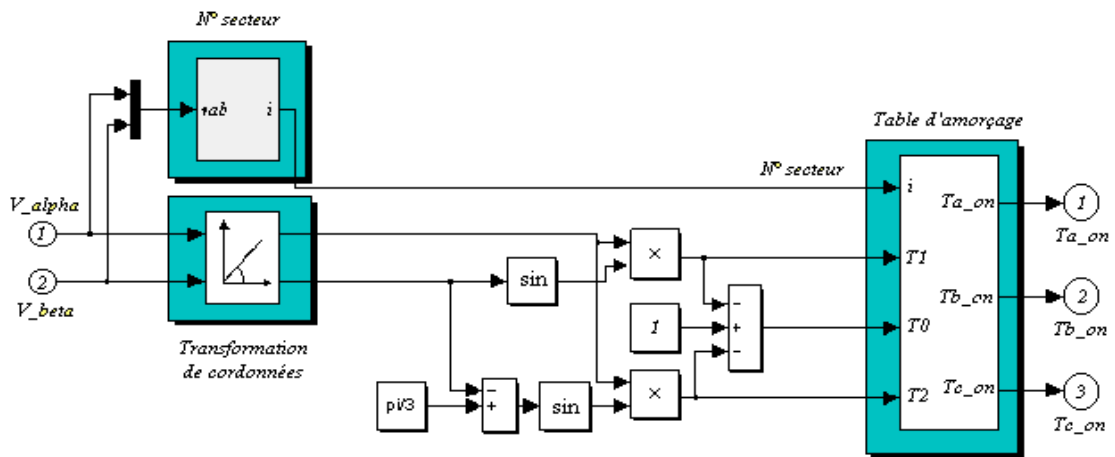 N° secteur
+ab
i
Table d'amorçage
N° secteur
V_alpha
1
i
Ta_on
1
Ta_on
×
T1
2
sin
V_beta
Tb_on
2
Tb_on
−
1
+
T0
−
Transformation
de cordonnées
pi/3
−
+
sin
×
T2
Tc_on
3
Tc_on